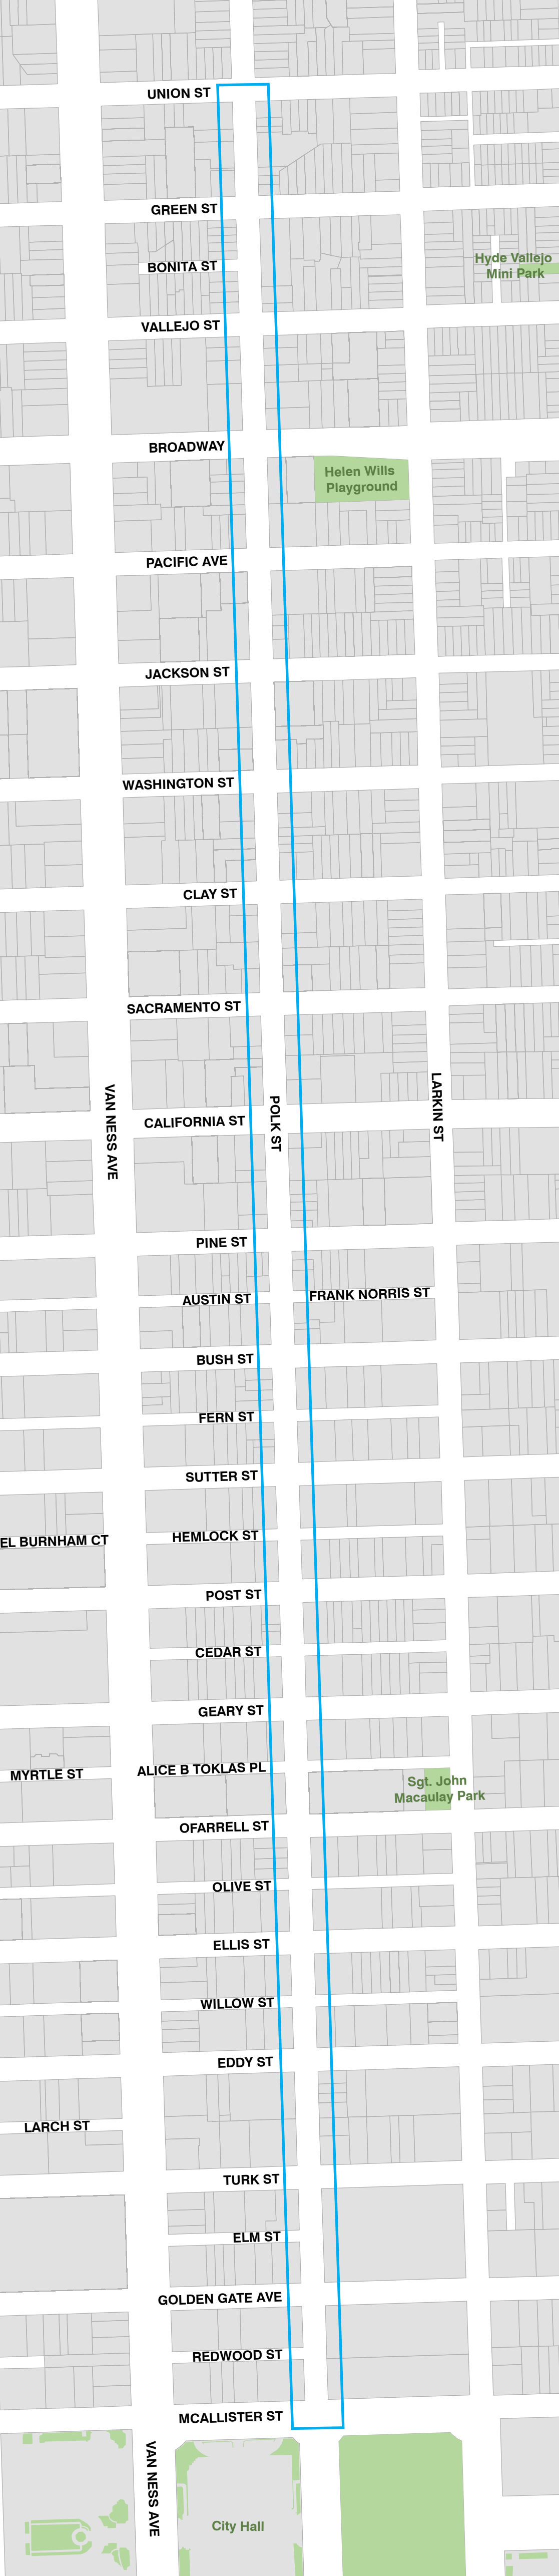 UNION ST
GREEN ST
Hyde Vallejo
Mini Park
BONITA ST
VALLEJO ST
BROADWAY
Helen Wills
Playground
PACIFIC AVE
JACKSON ST
WASHINGTON ST
CLAY ST
SACRAMENTO ST
VAN NESS AVE
POLK ST
LARKIN ST
CALIFORNIA ST
PINE ST
AUSTIN ST
FRANK NORRIS ST
BUSH ST
FERN ST
SUTTER ST
EL BURNHAM CT
HEMLOCK ST
POST ST
CEDAR ST
GEARY ST
MYRTLE ST
ALICE B TOKLAS PL
Sgt. John
Macaulay Park
OFARRELL ST
OLIVE ST
ELLIS ST
WILLOW ST
EDDY ST
LARCH ST
TURK ST
ELM ST
GOLDEN GATE AVE
REDWOOD ST
MCALLISTER ST
VAN NESS AVE
City Hall